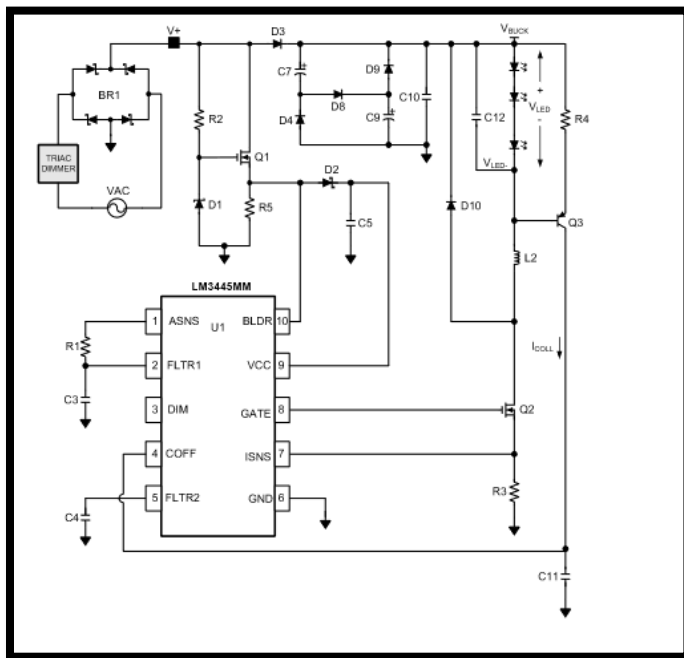 V+
D3
VBUCK
C7
D9
BR1
R2
D8
C10
C12
+
VLED
-
R4
D4
C9
TRIAC
DIMMER
Q1
VLED-
D2
VAC
D1
R5
C5
D10
Q3
L2
LM3445MM
U1
1 ASNS
BLDR 10
R1
ICOLL
2 FLTR1
VCC 9
C3
3 DIM
GATE 8
Q2
4 COFF
ISNS 7
R3
5 FLTR2
GND 6
C4
C11